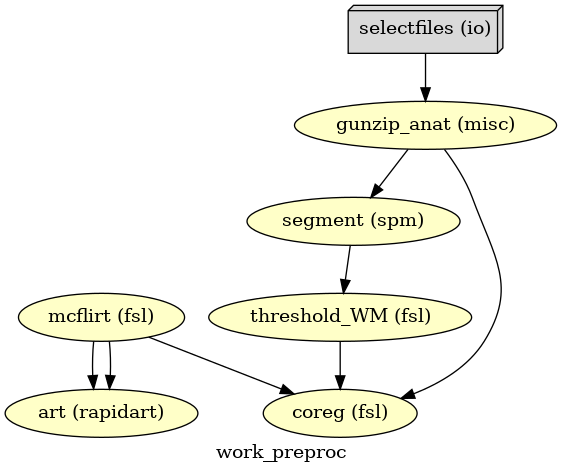 selectfiles (io)
gunzip_anat (misc)
segment (spm)
mcflirt (fsl)
threshold_WM (fsl)
art (rapidart)
coreg (fsl)
work_preproc